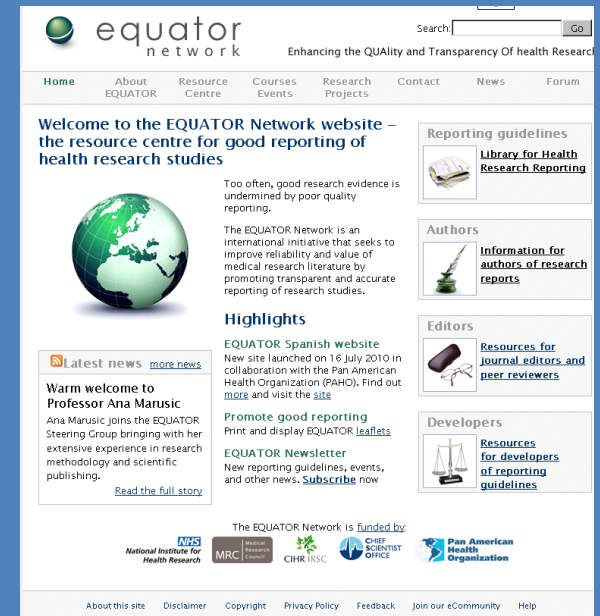 equator
network
Search:
Go
Enhancing the QUAlity and Transparency Of health Research
Home
About
EQUATOR
Resource
Centre
Courses
Events
Research
Projects
Contact
News
Forum
Welcome to the EQUATOR Network website –
the resource centre for good reporting of
health research studies
Too often, good research evidence is
undermined by poor quality
reporting.
The EQUATOR Network is an
international initiative that seeks to
improve reliability and value of
medical research literature by
promoting transparent and accurate
reporting of research studies.
Highlights
EQUATOR Spanish website
New site launched on 16 July 2010 in
collaboration with the Pan American
Health Organization (PAHO). Find out
more and visit the site
Promote good reporting
Print and display EQUATOR leaflets
EQUATOR Newsletter
New reporting guidelines, events,
and other news. Subscribe now
Latest news more news
Warm welcome to
Professor Ana Marusic
Ana Marusic joins the EQUATOR
Steering Group bringing with her
extensive experience in research
methodology and scientific
publishing.
Read the full story
Reporting guidelines
Library for Health
Research Reporting
Authors
Information for
authors of research
reports
Editors
Resources for
journal editors and
peer reviewers
Developers
Resources
for developers
of reporting
guidelines
The EQUATOR Network is funded by:
NHS
National Institute for
Health Research
MRC
Medical
Research
Council
CIHR IRSC
CHIEF
SCIENTIST
OFFICE
Pan American
Health
Organization
About this site
Disclaimer
Copyright
Privacy Policy
Feedback
Join our eCommunity
Help